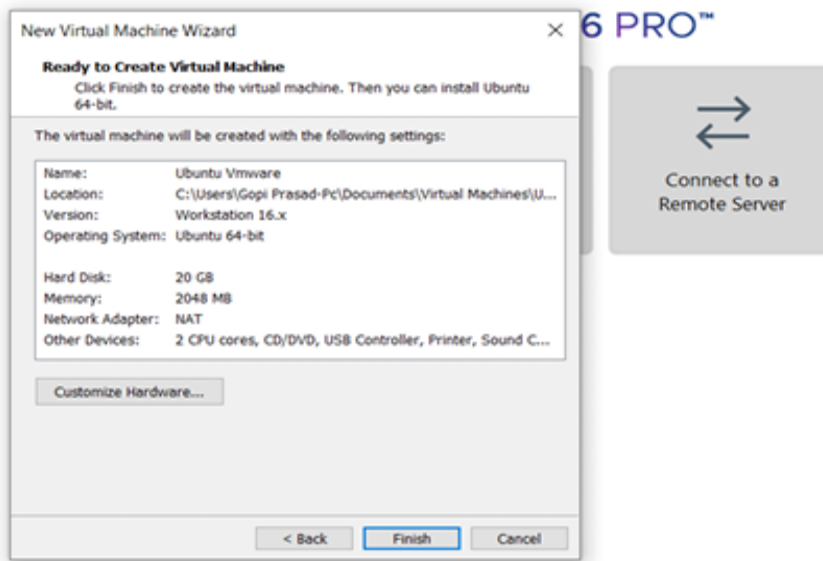 New Virtual Machine Wizard
6 PRO™
Ready to Create Virtual Machine
Click Finish to create the virtual machine. Then you can install Ubuntu
64-bit.
The virtual machine will be created with the following settings:
Name: Ubuntu Vmware
Location: C:\Users\Gopi Prasad-Pc\Documents\Virtual Machines\U...
Version: Workstation 16.x
Operating System: Ubuntu 64-bit
Hard Disk: 20 GB
Memory: 2048 MB
Network Adapter: NAT
Other Devices: 2 CPU cores, CD/DVD, USB Controller, Printer, Sound C...
Customize Hardware...
< Back
Finish
Cancel
Connect to a
Remote Server